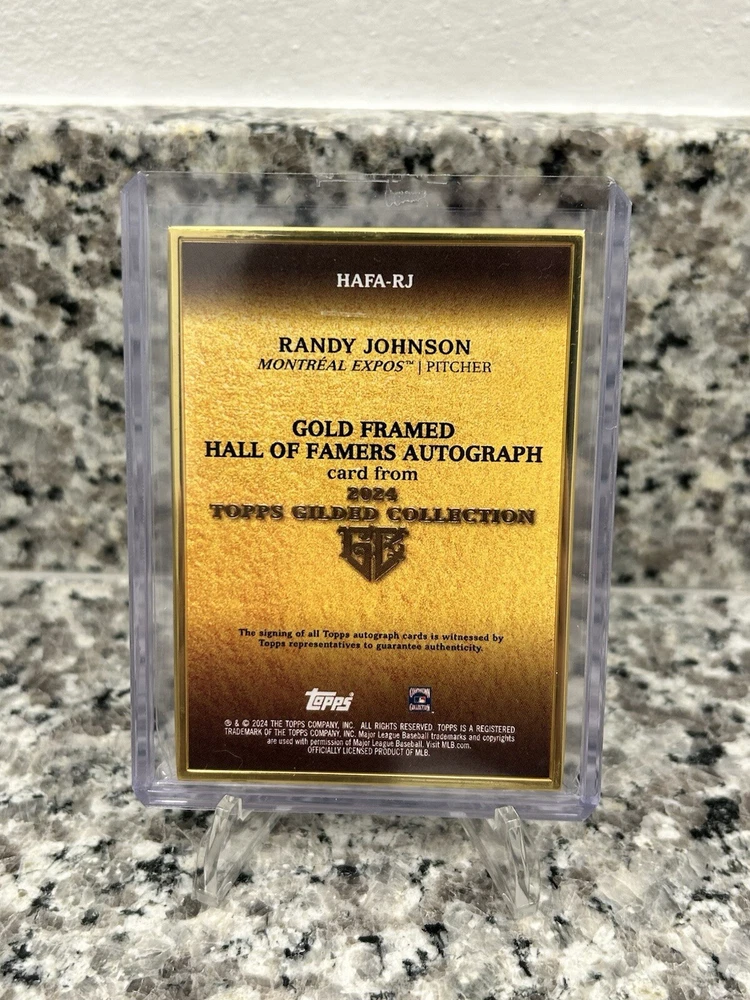 HAFA-RJ
RANDY JOHNSON
MONTRÉAL EXPOS™ | PITCHER
GOLD FRAMED
HALL OF FAMERS AUTOGRAPH
card from
2024
TOPPS GILDED COLLECTION
GC
The signing of all Topps autograph cards is witnessed by
Topps representatives to guarantee authenticity.
Topps
COOPERSTOWN
COLLECTION
® & © 2024 THE TOPPS COMPANY, INC. ALL RIGHTS RESERVED. TOPPS IS A REGISTERED
TRADEMARK OF THE TOPPS COMPANY, INC. Major League Baseball trademarks and copyrights
are used with permission of Major League Baseball. Visit MLB.com.
OFFICIALLY LICENSED PRODUCT OF MLB.